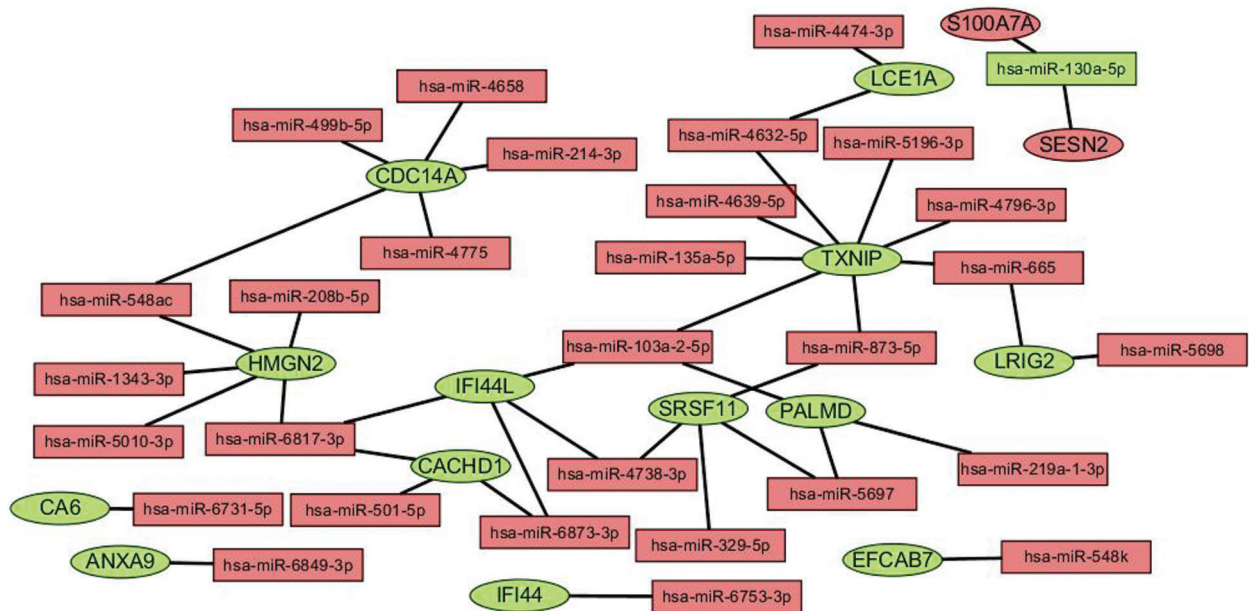 S100A7A
hsa-miR-4474-3p
hsa-miR-130a-5p
LCE1A
hsa-miR-4658
hsa-miR-499b-5p
hsa-miR-4632-5p
hsa-miR-5196-3p
SESN2
hsa-miR-214-3p
CDC14A
hsa-miR-4639-5p
hsa-miR-4796-3p
hsa-miR-4775
hsa-miR-135a-5p
TXNIP
hsa-miR-665
hsa-miR-548ac
hsa-miR-208b-5p
hsa-miR-103a-2-5p
hsa-miR-873-5p
hsa-miR-5698
HMGN2
LRIG2
hsa-miR-1343-3p
IFI44L
SRSF11
PALMD
hsa-miR-5010-3p
hsa-miR-6817-3p
CACHD1
hsa-miR-4738-3p
hsa-miR-219a-1-3p
hsa-miR-5697
CA6
hsa-miR-6731-5p
hsa-miR-501-5p
hsa-miR-6873-3p
hsa-miR-329-5p
ANXA9
hsa-miR-6849-3p
EFCAB7
hsa-miR-548k
IFI44
hsa-miR-6753-3p